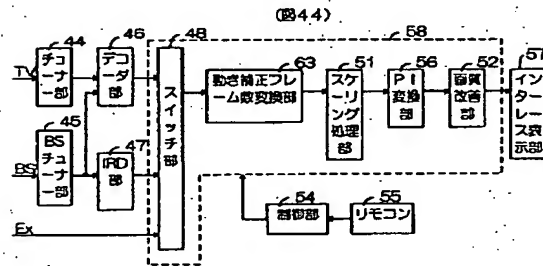 (図44)
44
46
48
58
TV
チューナー部
デコーダ部
スイッチ部
63
動き補正フレーム数変換部
51
スケーリング処理部
56
PI変換部
52
画質改善部
57
インターレース表示部
45
BS
BSチューナー部
47
IRD部
Ex
54
制御部
55
リモコン